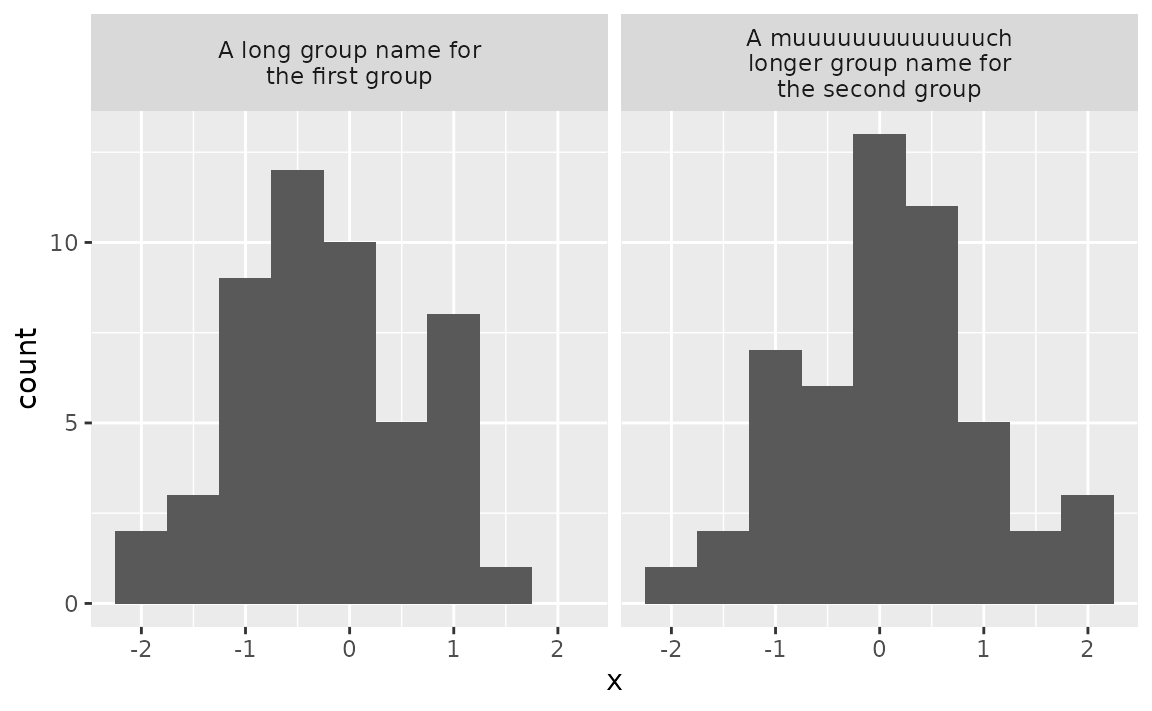 A long group name for
the first group
A muuuuuuuuuuuuuch
longer group name for
the second group
count
10
5
0
-2
-1
0
1
2
-2
-1
0
1
2
x